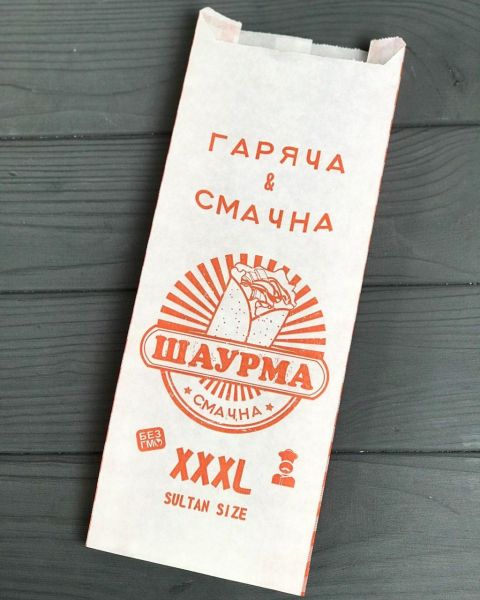 ГАРЯЧА
&
СМАЧНА
ШАУРМА
СМАЧНА
БЕЗ
ГМО
XXXL
SULTAN SIZE